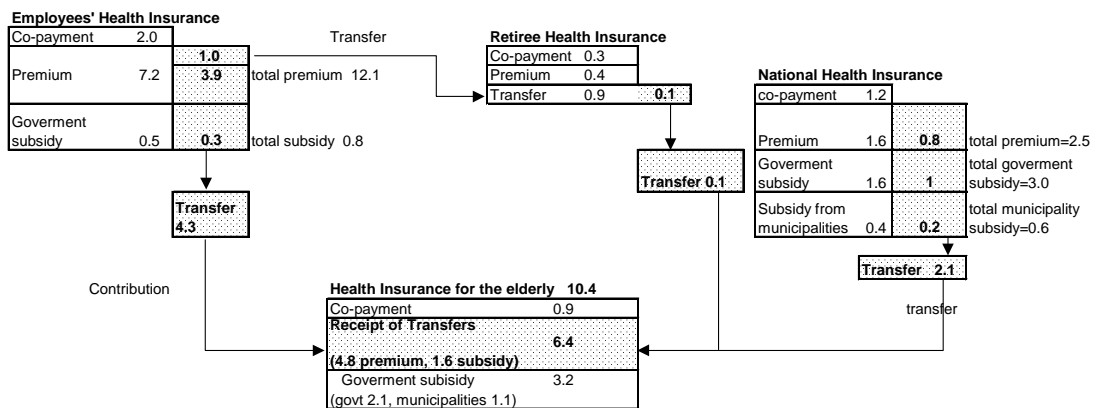 Employees' Health Insurance
Co-payment 2.0
1.0
Premium 7.2 3.9 total premium 12.1
Goverment
subsidy 0.5 0.3 total subsidy 0.8
Transfer
4.3
Contribution
Transfer
Retiree Health Insurance
Co-payment 0.3
Premium 0.4
Transfer 0.9 0.1
Transfer 0.1
National Health Insurance
co-payment 1.2
Premium 1.6 0.8 total premium=2.5
Goverment total goverment
subsidy 1.6 1 subsidy=3.0
Subsidy from total municipality
municipalities 0.4 0.2 subsidy=0.6
Transfer 2.1
transfer
Health Insurance for the elderly 10.4
Co-payment 0.9
Receipt of Transfers
6.4
(4.8 premium, 1.6 subsidy)
Goverment subisidy 3.2
(govt 2.1, municipalities 1.1)